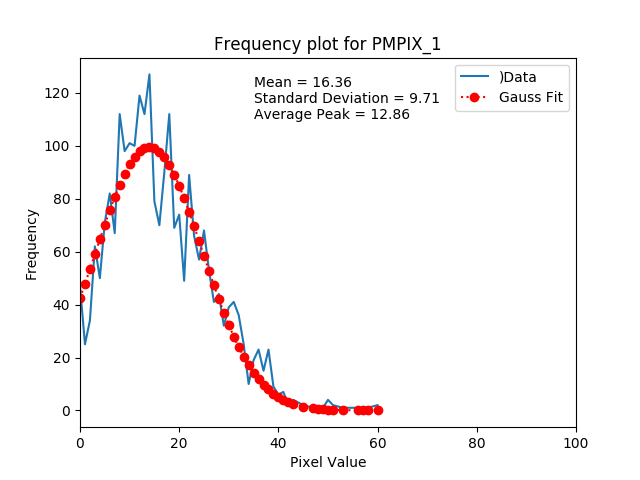 Frequency plot for PMPIX_1
Mean = 16.36
Standard Deviation = 9.71
Average Peak = 12.86
)Data
Gauss Fit
Frequency
120
100
80
60
40
20
0
0 20 40 60 80 100
Pixel Value